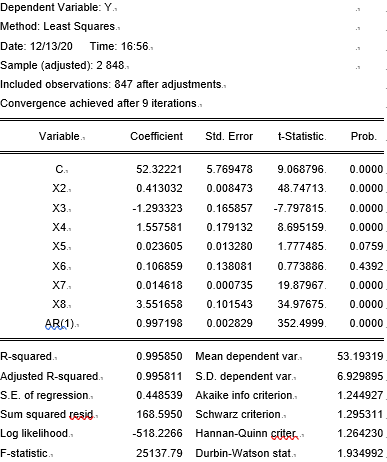 Dependent Variable: Y
Method: Least Squares
Date: 12/13/20 Time: 16:56
Sample (adjusted): 2 848
Included observations: 847 after adjustments
Convergence achieved after 9 iterations
Variable Coefficient Std. Error t-Statistic Prob.
C 52.32221 5.769478 9.068796 0.0000
X2 0.413032 0.008473 48.74713 0.0000
X3 -1.293323 0.165857 -7.797815 0.0000
X4 1.557581 0.179132 8.695159 0.0000
X5 0.023605 0.013280 1.777485 0.0759
X6 0.106859 0.138081 0.773886 0.4392
X7 0.014618 0.000735 19.87967 0.0000
X8 3.551658 0.101543 34.97675 0.0000
AR(1) 0.997198 0.002829 352.4999 0.0000
R-squared 0.995850 Mean dependent var 53.19319
Adjusted R-squared 0.995811 S.D. dependent var 6.929895
S.E. of regression 0.448539 Akaike info criterion 1.244927
Sum squared resid 168.5950 Schwarz criterion 1.295311
Log likelihood -518.2266 Hannan-Quinn criter. 1.264230
F-statistic 25137.79 Durbin-Watson stat 1.934992